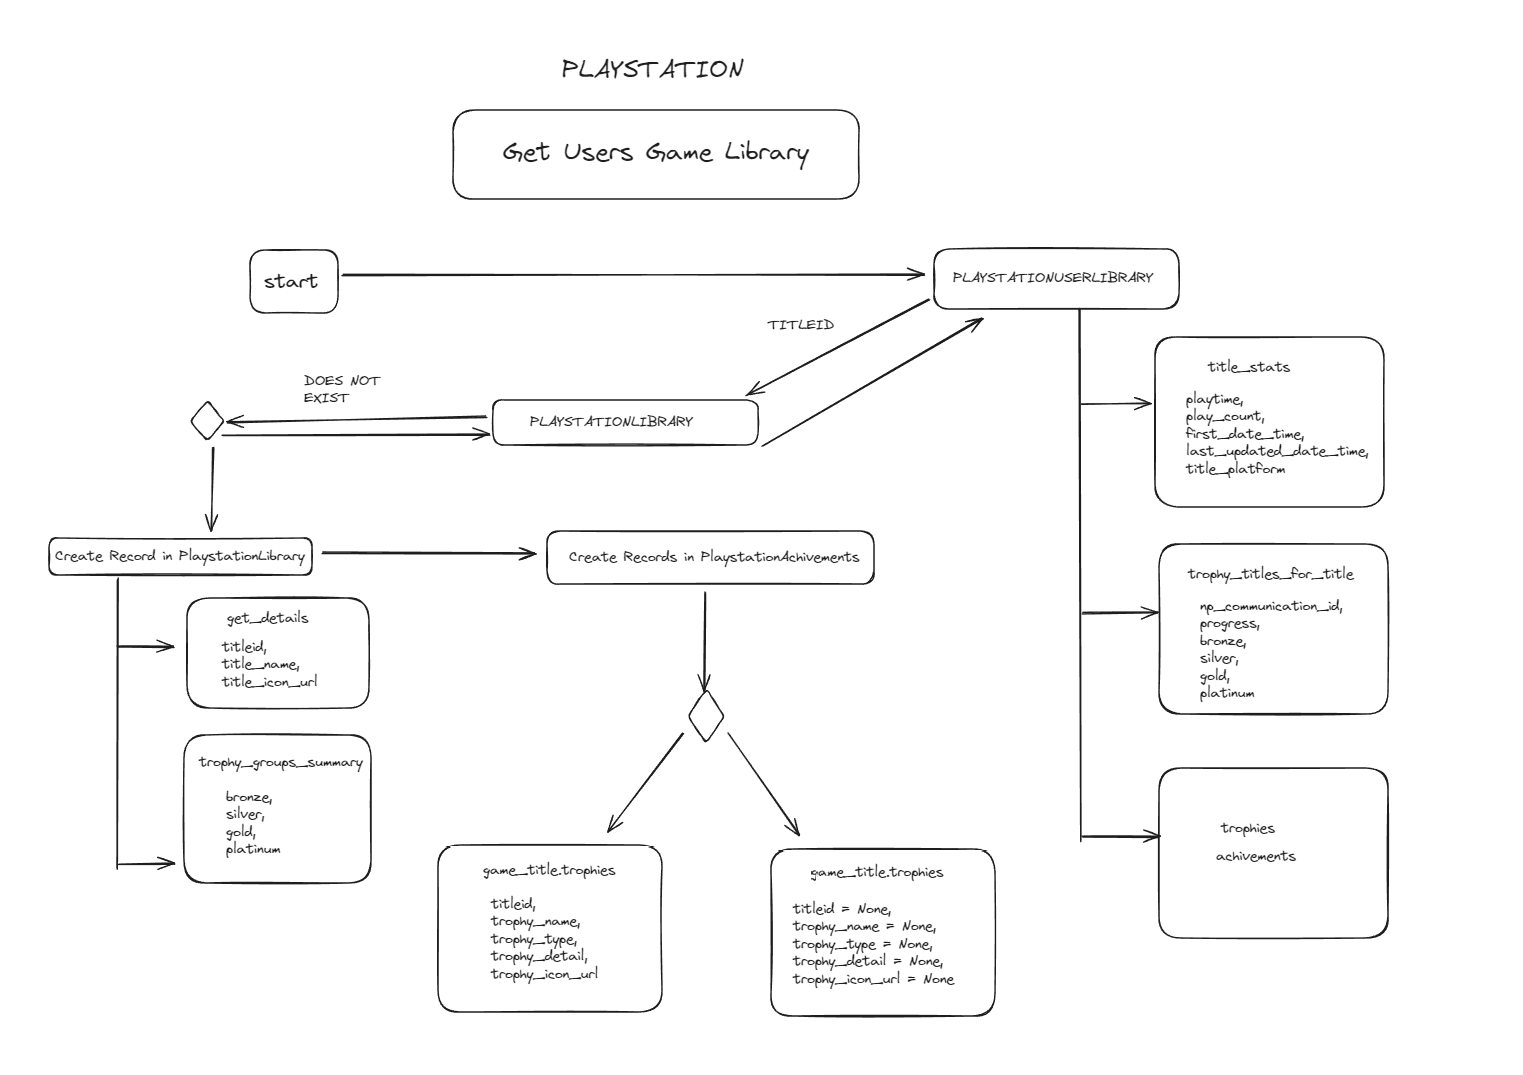 PLAYSTATION
Get Users Game Library
start
PLAYSTATIONUSERLIBRARY
TITLEID
DOES NOT
EXIST
PLAYSTATIONLIBRARY
title_stats
playtime,
play_count,
first_date_time,
last_updated_date_time,
title_platform
Create Record in PlaystationLibrary
Create Records in PlaystationAchivements
trophy_titles_for_title
np_communication_id,
progress,
bronze,
silver,
gold,
platinum
get_details
titleid,
title_name,
title_icon_url
trophy_groups_summary
bronze,
silver,
gold,
platinum
game_title.trophies
titleid,
trophy_name,
trophy_type,
trophy_detail,
trophy_icon_url
game_title.trophies
titleid = None,
trophy_name = None,
trophy_type = None,
trophy_detail = None,
trophy_icon_url = None
trophies
achivements